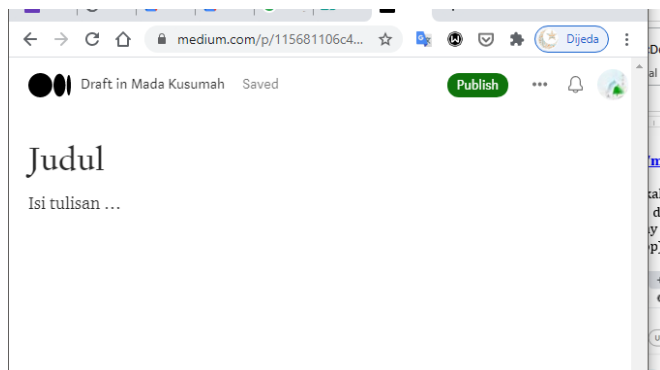 medium.com/p/115681106c4... Dijeda
Draft in Mada Kusumah Saved Publish
Judul
Isi tulisan ...